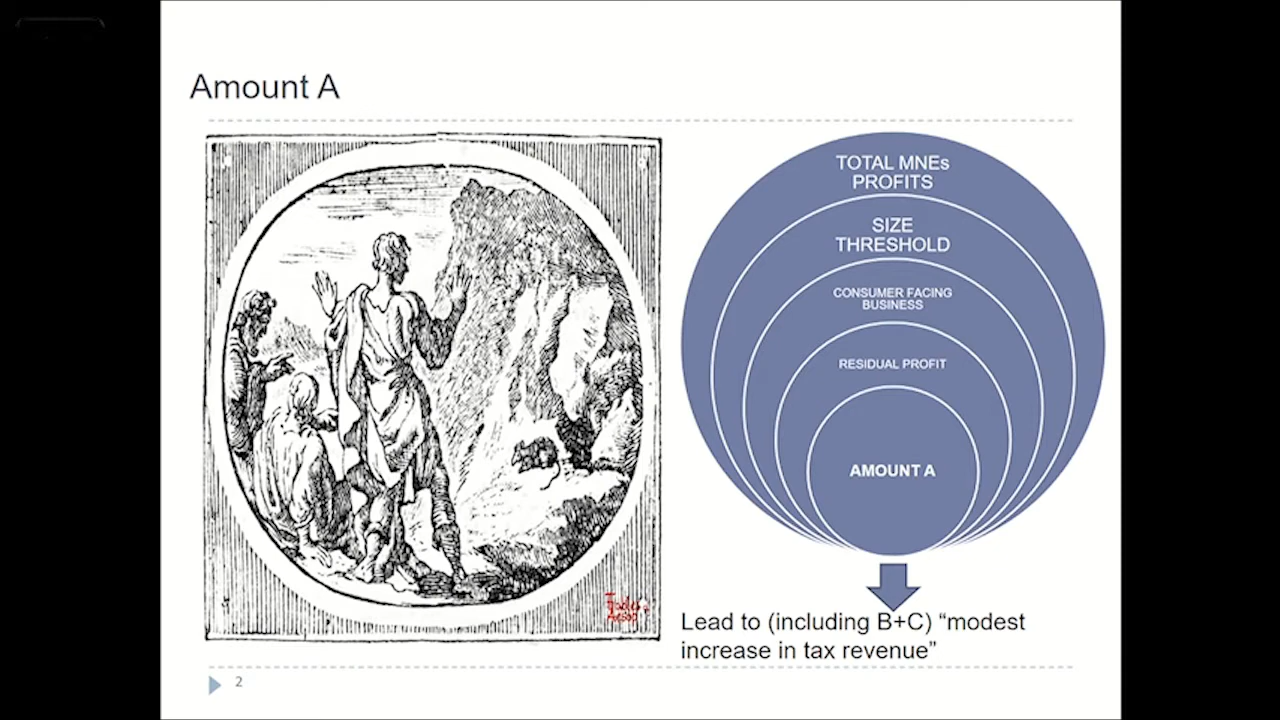 Amount A
TOTAL MNEs
PROFITS
SIZE
THRESHOLD
CONSUMER FACING
BUSINESS
RESIDUAL PROFIT
AMOUNT A
Lead to (including B+C) “modest
increase in tax revenue”
2